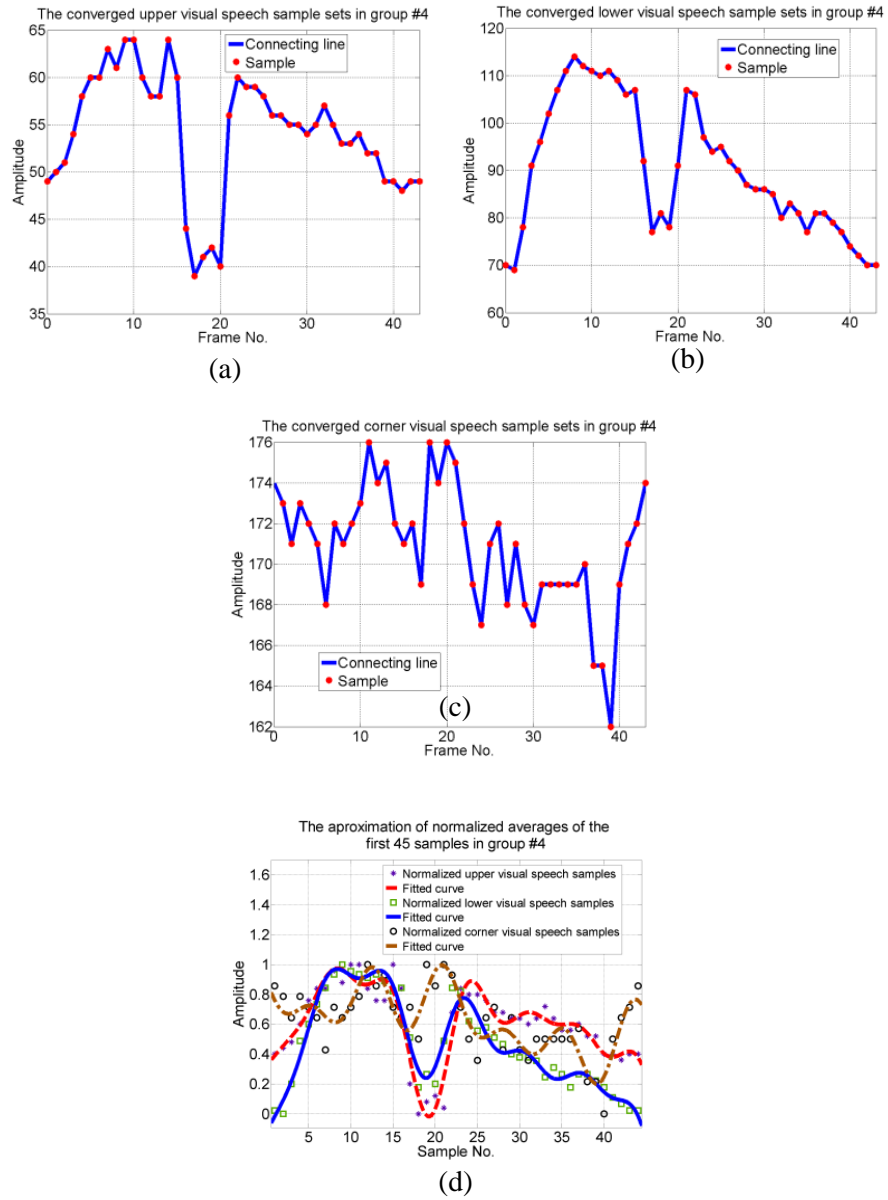 The converged upper visual speech sample sets in group #4
65
60
55
50
45
40
35
Amplitude
Connecting line
Sample
0
10
20
30
40
Frame No.
(a)
The converged lower visual speech sample sets in group #4
120
110
100
90
80
70
60
Amplitude
Connecting line
Sample
0
10
20
30
40
Frame No.
(b)
The converged corner visual speech sample sets in group #4
176
174
172
170
168
166
164
162
Amplitude
Connecting line
Sample
0
10
20
30
40
Frame No.
(c)
The aproximation of normalized averages of the
first 45 samples in group #4
1.6
1.4
1.2
1
0.8
0.6
0.4
0.2
0
Amplitude
Normalized upper visual speech samples
Fitted curve
Normalized lower visual speech samples
Fitted curve
Normalized corner visual speech samples
Fitted curve
5
10
15
20
25
30
35
40
Sample No.
(d)